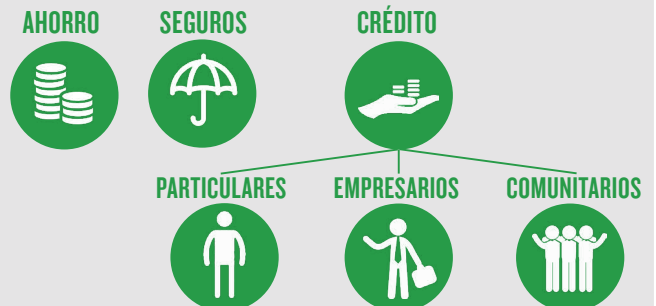 AHORRO
SEGUROS
CRÉDITO
PARTICULARES
EMPRESARIOS
COMUNITARIOS